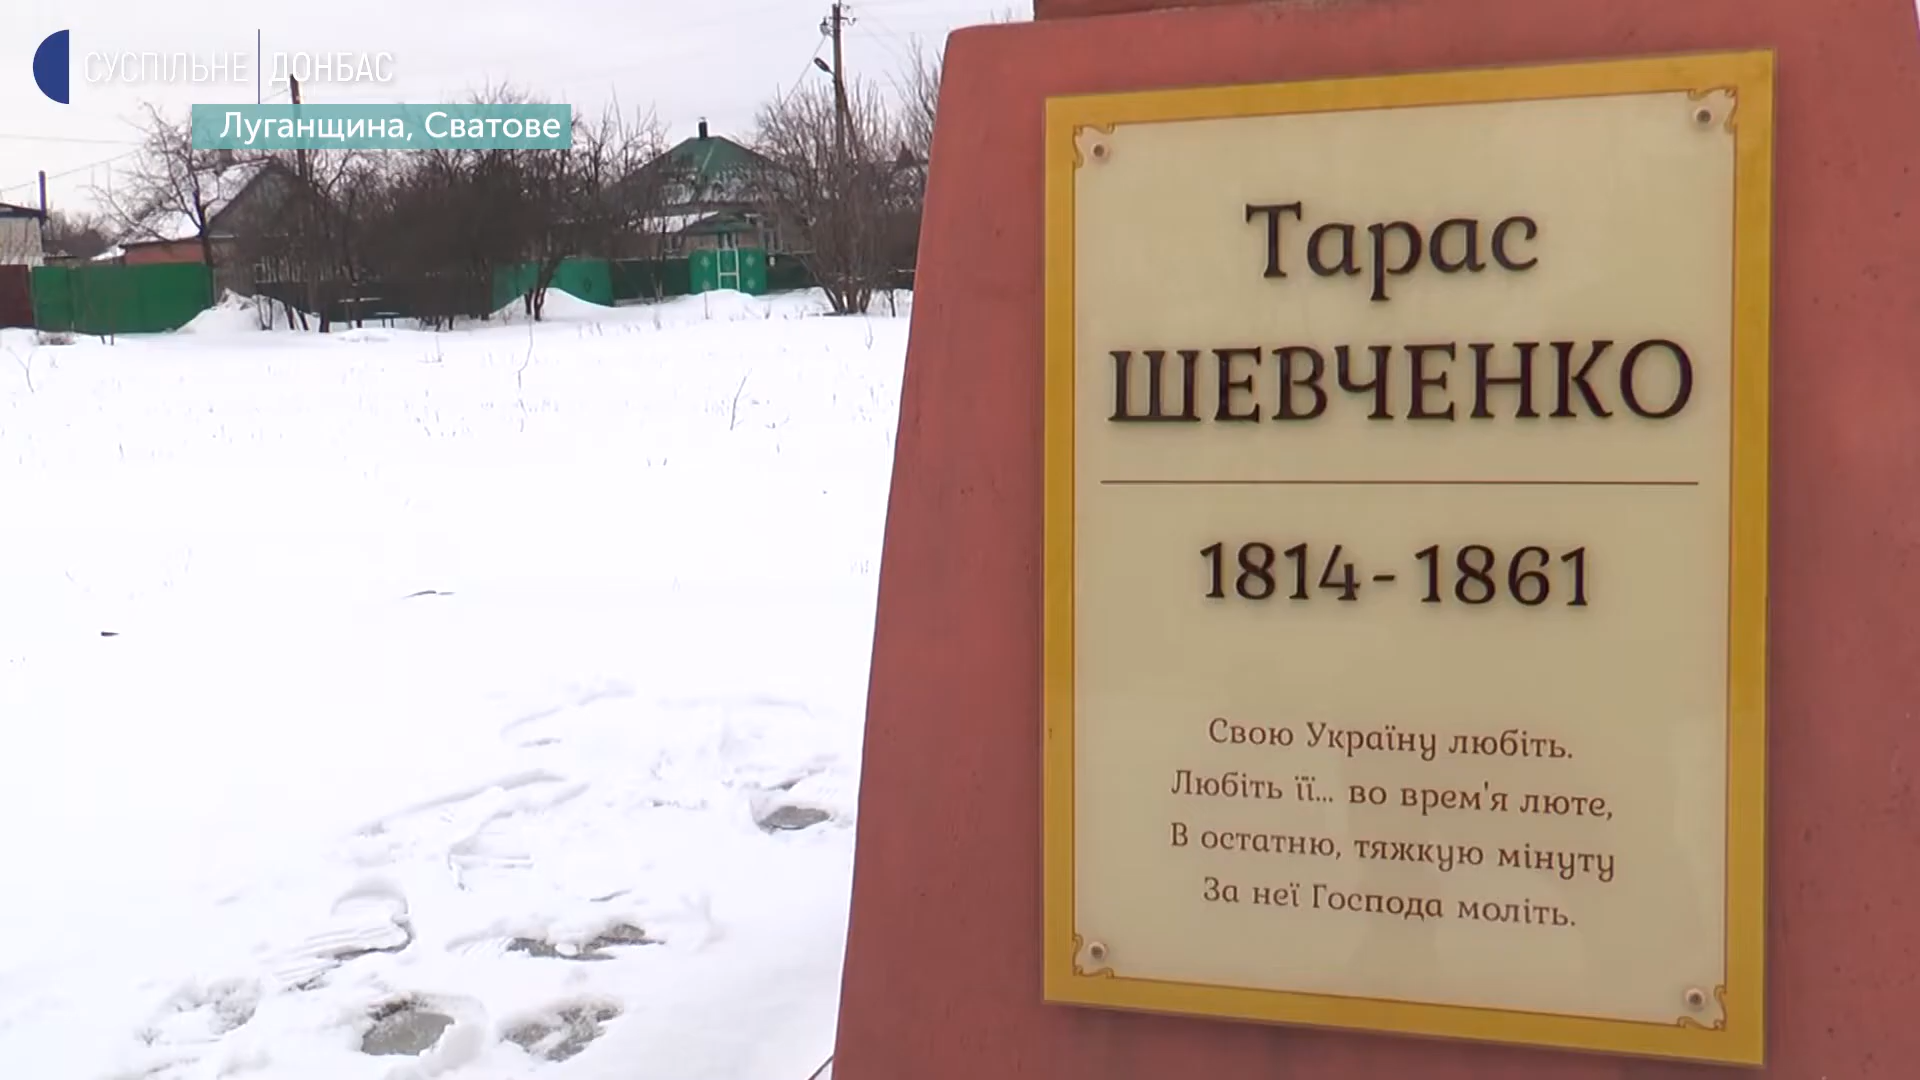 СУСПІЛЬНЕ ДОНБАС
Луганщина, Сватове
Тарас
ШЕВЧЕНКО
1814-1861
Свою Україну любіть.
Любіть її... во врем'я люте,
В остатню, тяжкую мінуту
За неї Господа моліть.